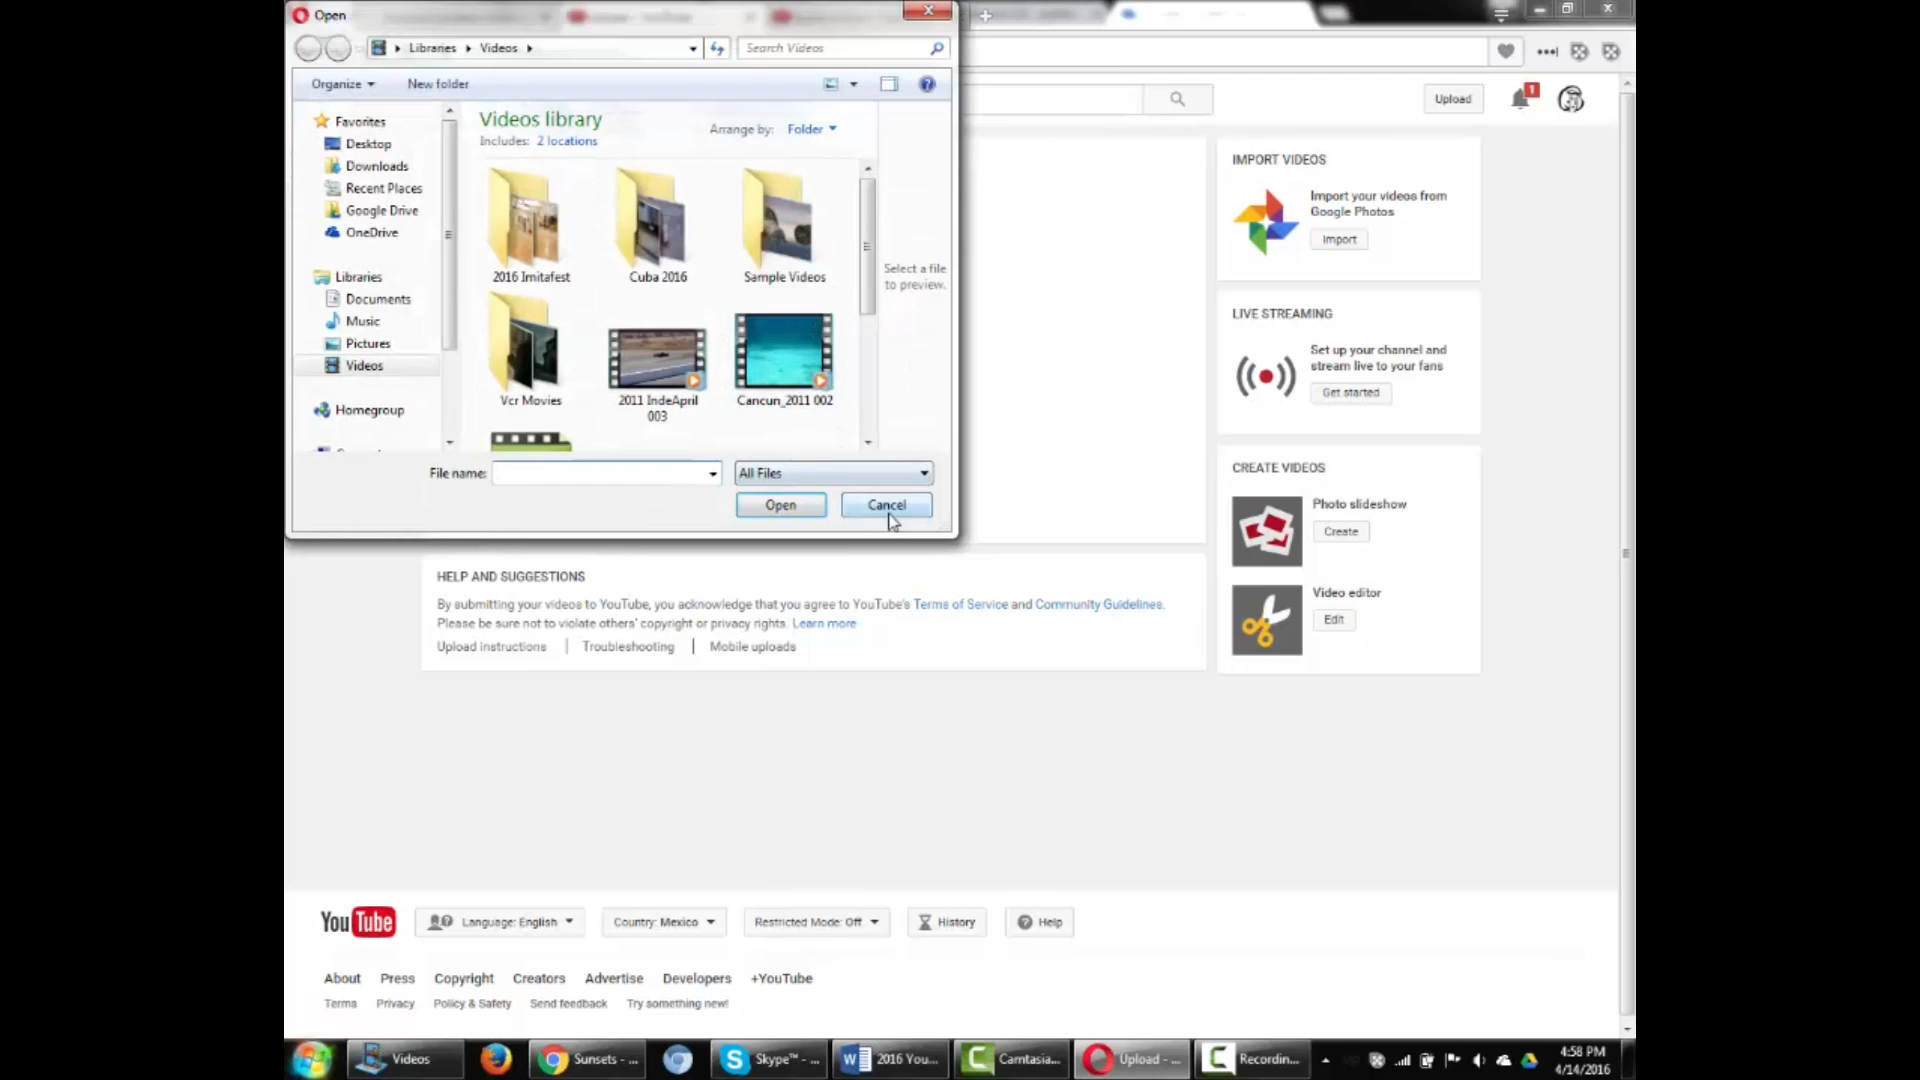 Open
Libraries Videos
Search Videos
Organize New folder
Favorites
Desktop
Downloads
Recent Places
Google Drive
OneDrive
Libraries
Documents
Music
Pictures
Videos
Homegroup
Videos library
Includes: 2 locations
Arrange by: Folder
2016 Imitafest
Cuba 2016
Sample Videos
Vcr Movies
2011 IndeApril
003
Cancun_2011 002
Select a file
to preview.
File name:
All Files
Open
Cancel
Upload
1
IMPORT VIDEOS
Import your videos from
Google Photos
Import
LIVE STREAMING
Set up your channel and
stream live to your fans
Get started
CREATE VIDEOS
Photo slideshow
Create
Video editor
Edit
HELP AND SUGGESTIONS
By submitting your videos to YouTube, you acknowledge that you agree to YouTube's Terms of Service and Community Guidelines.
Please be sure not to violate others' copyright or privacy rights. Learn more
Upload instructions | Troubleshooting | Mobile uploads
YouTube
Language: English
Country: Mexico
Restricted Mode: Off
History
Help
About Press Copyright Creators Advertise Developers +YouTube
Terms Privacy Policy & Safety Send feedback Try something new!
Videos
Sunsets - ...
Skype™ - ...
2016 You...
Camtasia...
Upload - ...
Recordin...
4:58 PM
4/14/2016